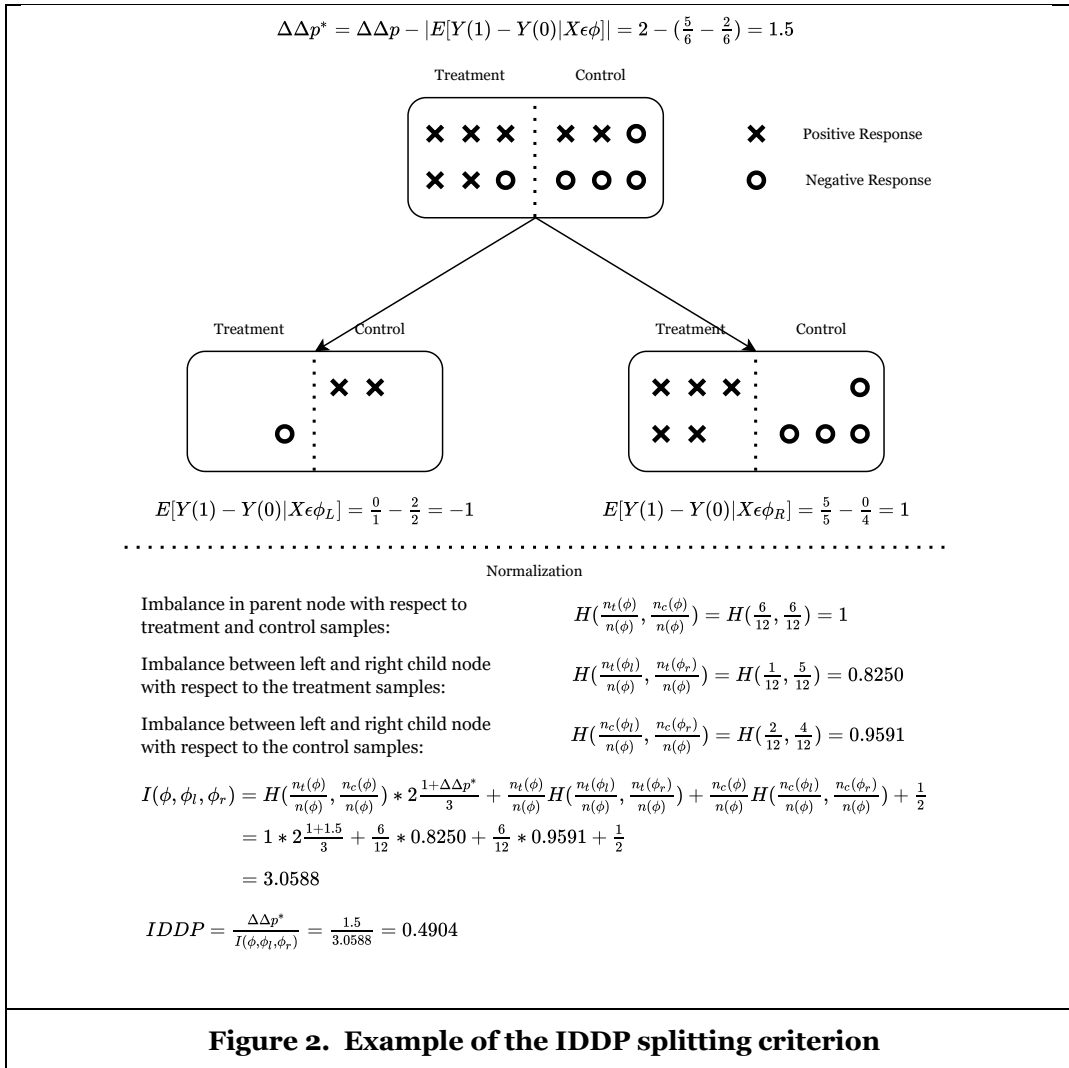 ΔΔp* = ΔΔp − |E[Y(1) − Y(0)|Xϵϕ]| = 2 − (5/6 − 2/6) = 1.5
Treatment Control
Positive Response
Negative Response
Treatment Control Treatment Control
E[Y(1) − Y(0)|Xϵϕ_L] = 0/1 − 2/2 = −1 E[Y(1) − Y(0)|Xϵϕ_R] = 5/5 − 0/4 = 1
Normalization
Imbalance in parent node with respect to
treatment and control samples:
H(n_t(ϕ)/n(ϕ), n_c(ϕ)/n(ϕ)) = H(6/12, 6/12) = 1
Imbalance between left and right child node
with respect to the treatment samples:
H(n_t(ϕ_l)/n(ϕ), n_t(ϕ_r)/n(ϕ)) = H(1/12, 5/12) = 0.8250
Imbalance between left and right child node
with respect to the control samples:
H(n_c(ϕ_l)/n(ϕ), n_c(ϕ_r)/n(ϕ)) = H(2/12, 4/12) = 0.9591
I(ϕ, ϕ_l, ϕ_r) = H(n_t(ϕ)/n(ϕ), n_c(ϕ)/n(ϕ)) * 2 (1+ΔΔp*)/3 + n_t(ϕ)/n(ϕ) H(n_t(ϕ_l)/n(ϕ), n_t(ϕ_r)/n(ϕ)) + n_c(ϕ)/n(ϕ) H(n_c(ϕ_l)/n(ϕ), n_c(ϕ_r)/n(ϕ)) + 1/2
= 1 * 2 (1+1.5)/3 + 6/12 * 0.8250 + 6/12 * 0.9591 + 1/2
= 3.0588
IDDP = ΔΔp*/I(ϕ,ϕ_l,ϕ_r) = 1.5/3.0588 = 0.4904
Figure 2. Example of the IDDP splitting criterion